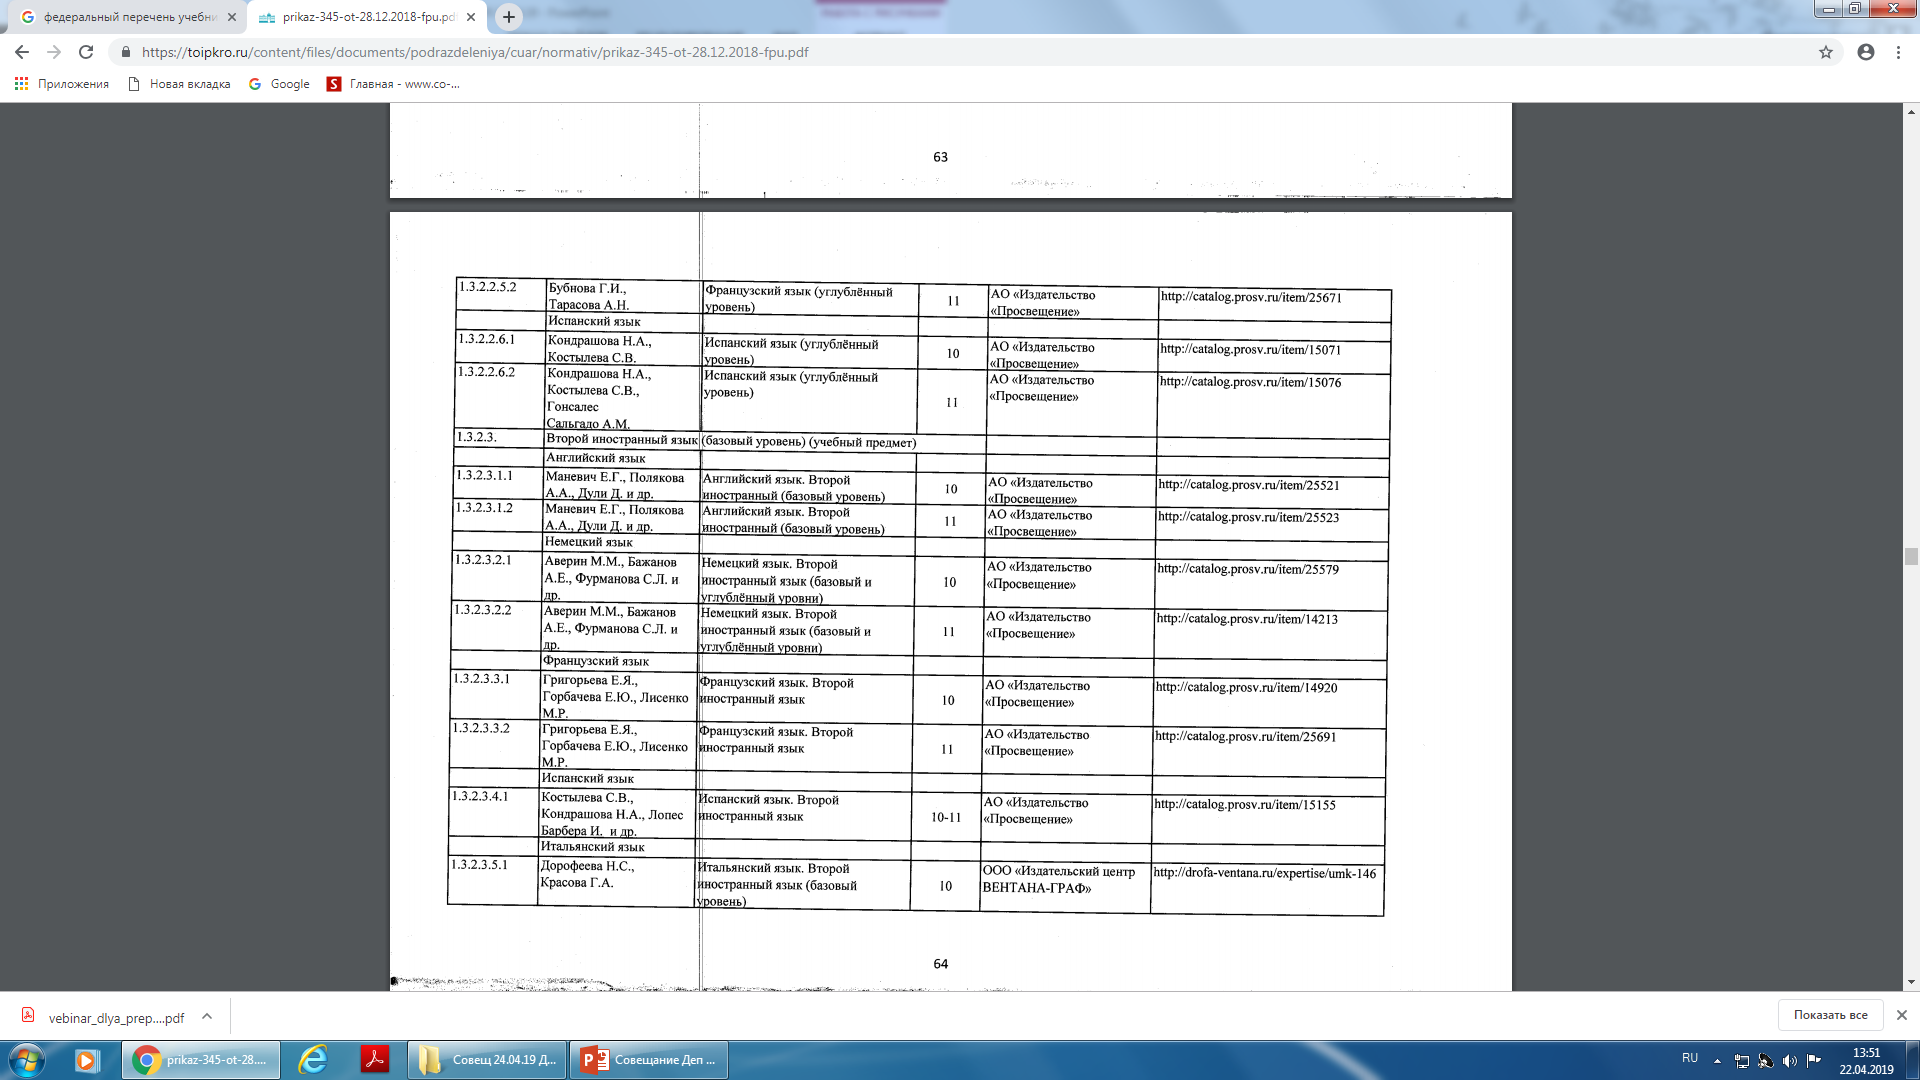 федеральный перечень учебни
prikaz-345-ot-28.12.2018-fpu.pd
https://toipkro.ru/content/files/documents/podrazdeleniya/cuar/normativ/prikaz-345-ot-28.12.2018-fpu.pdf
Приложения
Новая вкладка
Google
Главная - www.co-...
63
1.3.2.2.5.2 Бубнова Г.И., Французский язык (углублённый 11 АО «Издательство http://catalog.prosv.ru/item/25671
Тарасова А.Н. уровень) «Просвещение»
Испанский язык
1.3.2.2.6.1 Кондрашова Н.А., Испанский язык (углублённый 10 АО «Издательство http://catalog.prosv.ru/item/15071
Костылева С.В. уровень) «Просвещение»
1.3.2.2.6.2 Кондрашова Н.А., Испанский язык (углублённый 11 АО «Издательство http://catalog.prosv.ru/item/15076
Костылева С.В., уровень) «Просвещение»
Гонсалес
Сальгадо А.М.
1.3.2.3. Второй иностранный язык (базовый уровень) (учебный предмет)
Английский язык
1.3.2.3.1.1 Маневич Е.Г., Полякова Английский язык. Второй 10 АО «Издательство http://catalog.prosv.ru/item/25521
А.А., Дули Д. и др. иностранный (базовый уровень) «Просвещение»
1.3.2.3.1.2 Маневич Е.Г., Полякова Английский язык. Второй 11 АО «Издательство http://catalog.prosv.ru/item/25523
А.А., Дули Д. и др. иностранный (базовый уровень) «Просвещение»
Немецкий язык
1.3.2.3.2.1 Аверин М.М., Бажанов Немецкий язык. Второй 10 АО «Издательство http://catalog.prosv.ru/item/25579
А.Е., Фурманова С.Л. и иностранный язык (базовый и «Просвещение»
др. углублённый уровни)
1.3.2.3.2.2 Аверин М.М., Бажанов Немецкий язык. Второй 11 АО «Издательство http://catalog.prosv.ru/item/14213
А.Е., Фурманова С.Л. и иностранный язык (базовый и «Просвещение»
др. углублённый уровни)
Французский язык
1.3.2.3.3.1 Григорьева Е.Я., Французский язык. Второй 10 АО «Издательство http://catalog.prosv.ru/item/14920
Горбачева Е.Ю., Лисенко иностранный язык «Просвещение»
М.Р.
1.3.2.3.3.2 Григорьева Е.Я., Французский язык. Второй 11 АО «Издательство http://catalog.prosv.ru/item/25691
Горбачева Е.Ю., Лисенко иностранный язык «Просвещение»
М.Р.
Испанский язык
1.3.2.3.4.1 Костылева С.В., Испанский язык. Второй 10-11 АО «Издательство http://catalog.prosv.ru/item/15155
Кондрашова Н.А., Лопес иностранный язык «Просвещение»
Барбера И. и др.
Итальянский язык
1.3.2.3.5.1 Дорофеева Н.С., Итальянский язык. Второй 10 ООО «Издательский центр http://drofa-ventana.ru/expertise/umk-146
Красова Г.А. иностранный язык (базовый ВЕНТАНА-ГРАФ»
уровень)
64
vebinar_dlya_prep....pdf
Показать все
prikaz-345-ot-28....
Совещ 24.04.19 Д...
Совещание Деп ...
RU
13:51
22.04.2019